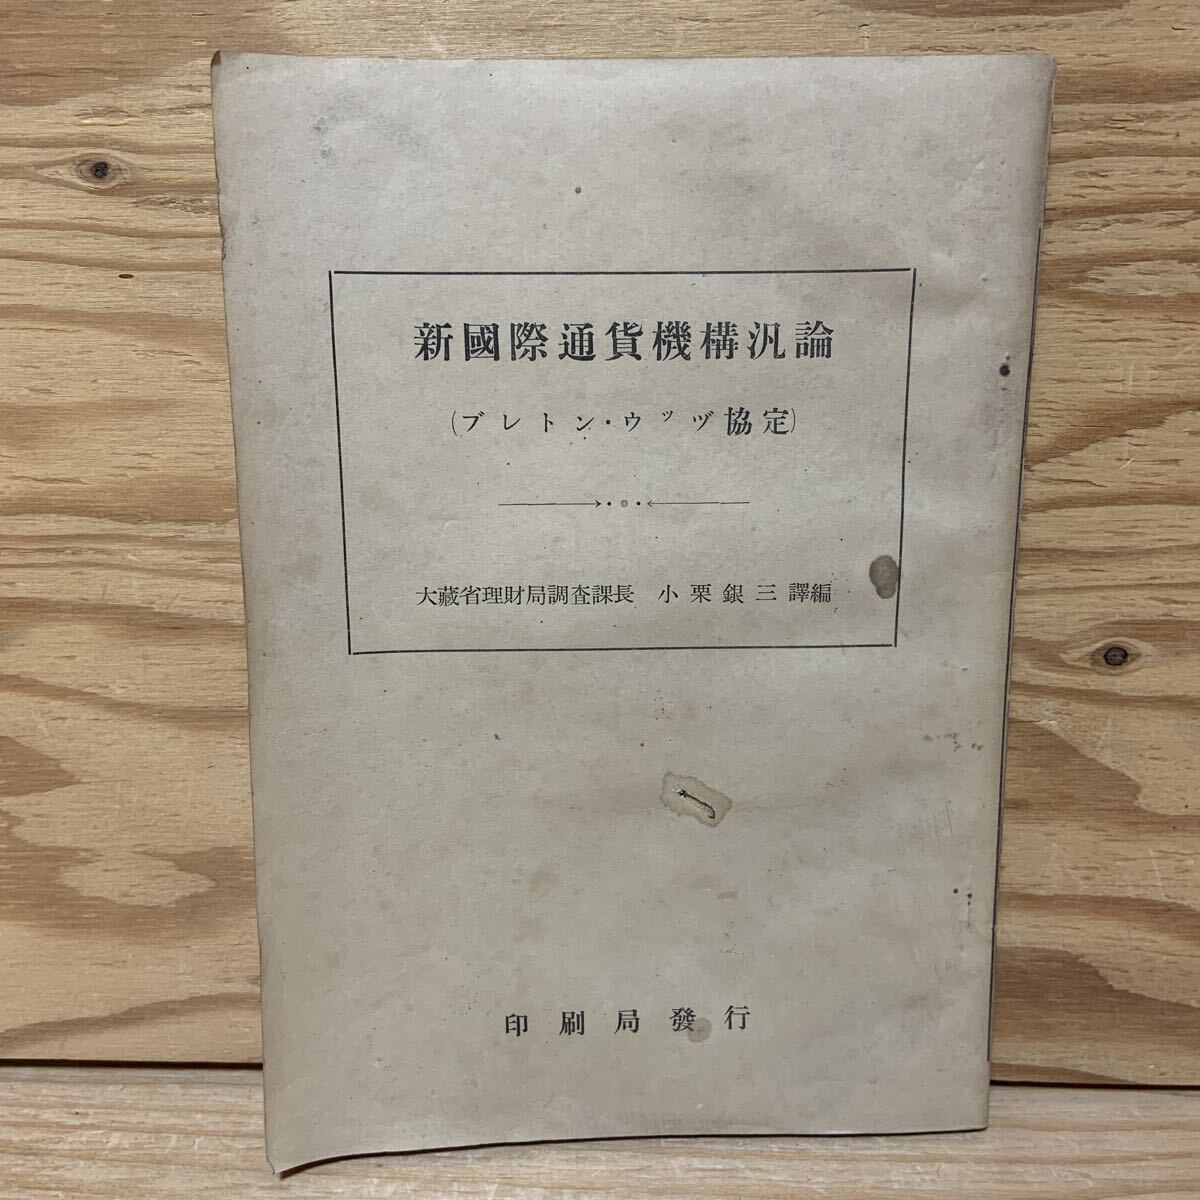 新國際通貨機構汎論
(ブレトン・ウッヅ協定)
大藏省理財局調査課長　小栗銀三譯編
印刷局發行